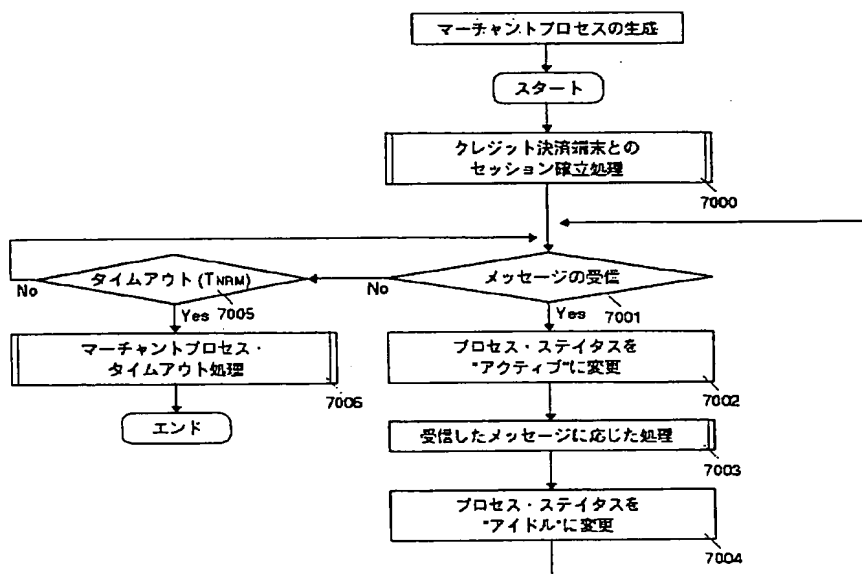 マーチャントプロセスの生成
スタート
クレジット決済端末との
セッション確立処理
7000
タイムアウト(TNRM)
No
7005
Yes
メッセージの受信
No
7001
Yes
マーチャントプロセス・
タイムアウト処理
7006
エンド
プロセス・ステイタスを
"アクティブ"に変更
7002
受信したメッセージに応じた処理
7003
プロセス・ステイタスを
"アイドル"に変更
7004